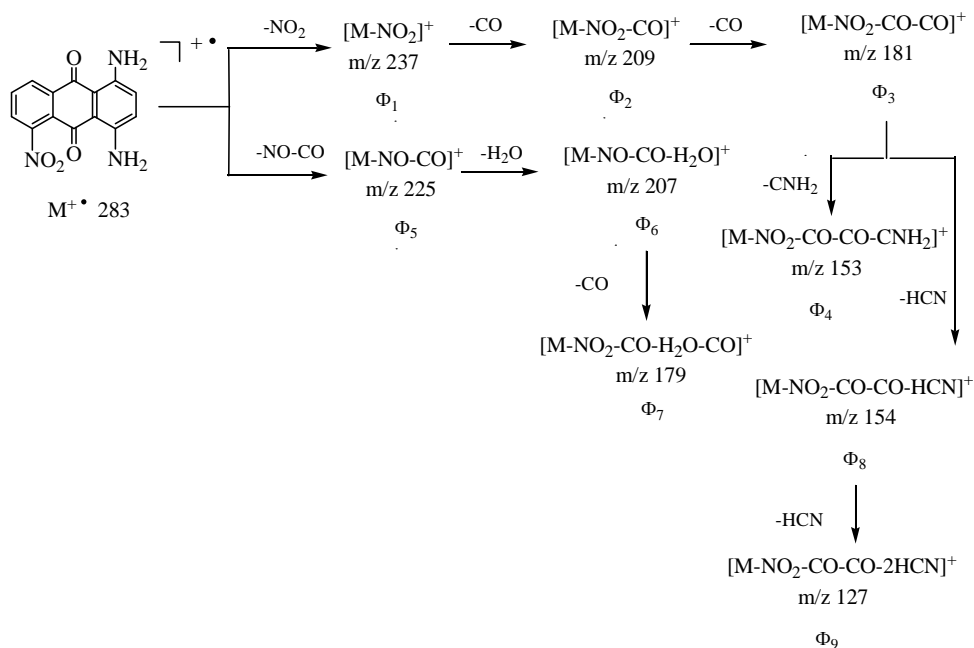 O
NH2
NO2
O
NH2
+ •
M+ • 283
-NO2
[M-NO2]+
m/z 237
Φ1
-CO
[M-NO2-CO]+
m/z 209
Φ2
-CO
[M-NO2-CO-CO]+
m/z 181
Φ3
-NO-CO
[M-NO-CO]+
m/z 225
Φ5
-H2O
[M-NO-CO-H2O]+
m/z 207
Φ6
-CO
[M-NO2-CO-H2O-CO]+
m/z 179
Φ7
-CNH2
[M-NO2-CO-CO-CNH2]+
m/z 153
Φ4
-HCN
[M-NO2-CO-CO-HCN]+
m/z 154
Φ8
-HCN
[M-NO2-CO-CO-2HCN]+
m/z 127
Φ9